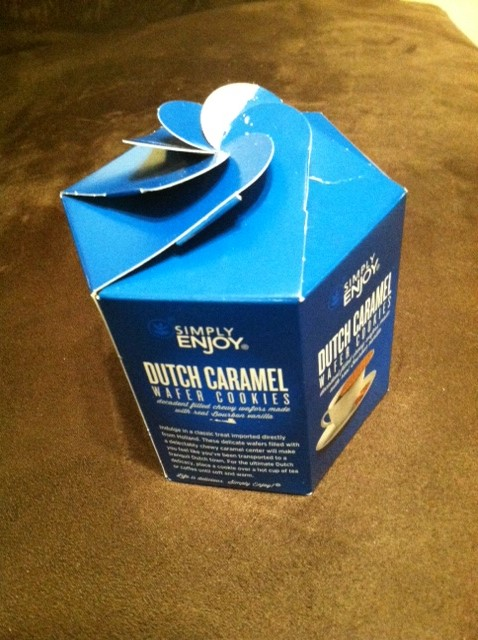 SIMPLY
ENJOY®
DUTCH CARAMEL
WAFER COOKIES
decadent filled chewy wafers made
with real Bourbon vanilla
Indulge in a classic treat imported directly
from Holland. These delicate wafers filled with
a delectably chewy caramel center will make
you feel like you've been transported to a
tranquil Dutch town. For the ultimate Dutch
delicacy, place a cookie over a hot cup of tea
or coffee until soft and warm.
Life is delicious. Simply Enjoy!®
SIMPLY
ENJOY®
DUTCH CARAMEL
WAFER COOKIES